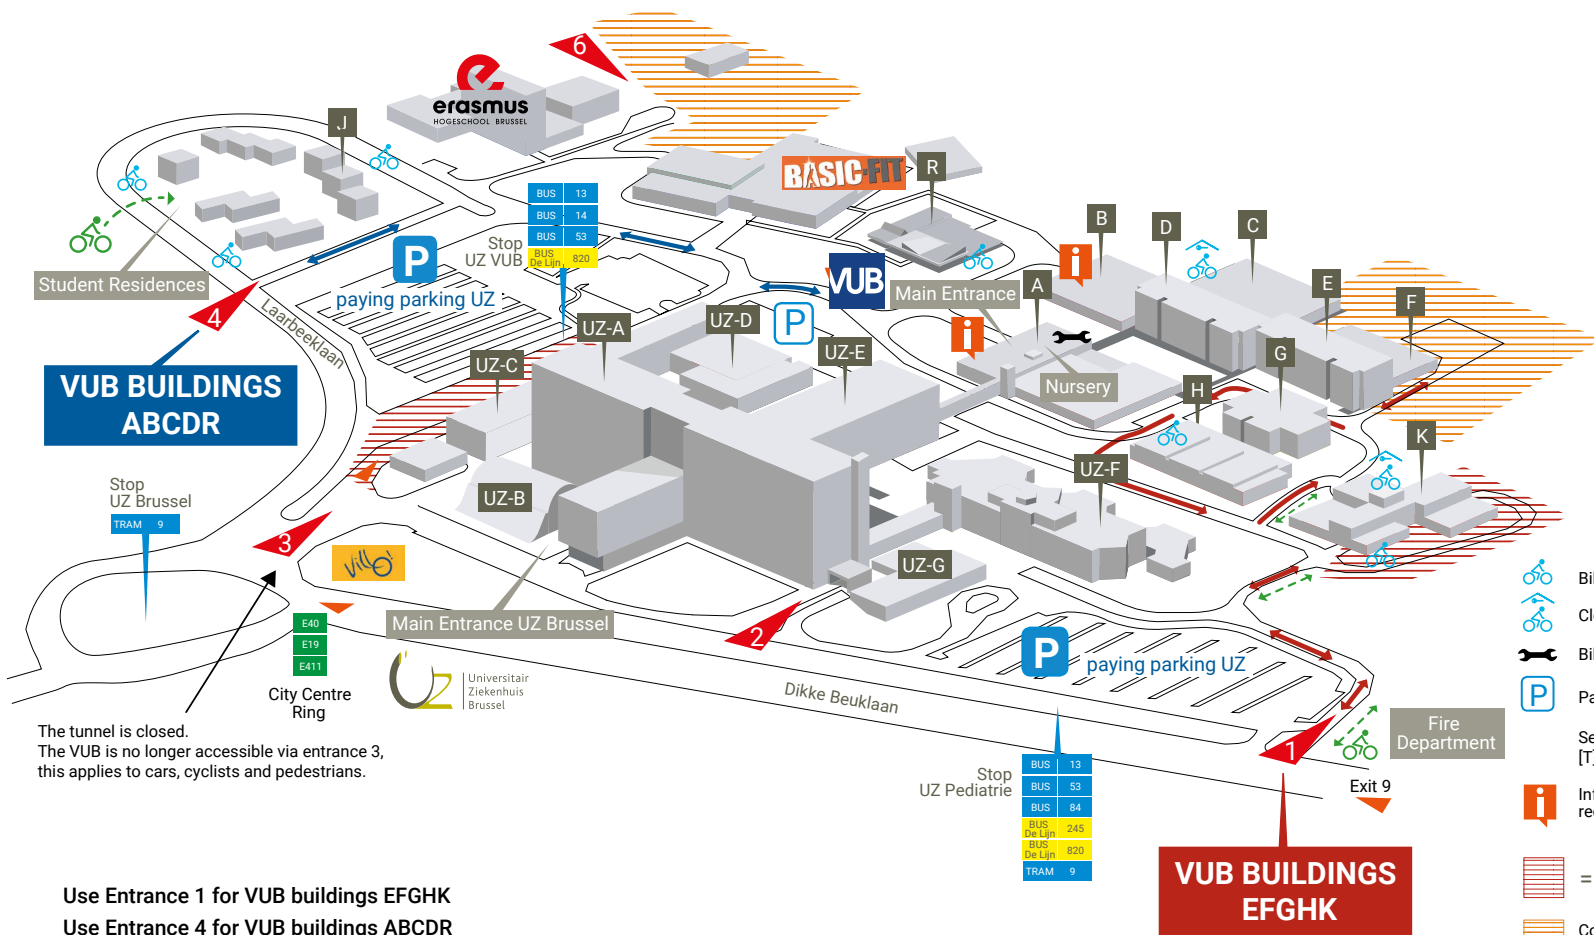 6
erasmus
HOGESCHOOL BRUSSEL
J
BASIC-FIT
R
BUS 13
BUS 14
BUS 53
BUS De Lijn 820
Stop
UZ VUB
B
D
C
P
paying parking UZ
Student Residences
4
Laarbeeklaan
VUB BUILDINGS
ABCDR
VUB
i
Main Entrance
A
E
F
P
UZ-D
UZ-A
UZ-E
UZ-C
i
Nursery
G
H
K
UZ-F
UZ-B
UZ-G
Stop
UZ Brussel
TRAM 9
3
Villo!
Main Entrance UZ Brussel
2
E40
E19
E411
City Centre
Ring
UZ
Universitair
Ziekenhuis
Brussel
P
paying parking UZ
Dikke Beuklaan
The tunnel is closed.
The VUB is no longer accessible via entrance 3,
this applies to cars, cyclists and pedestrians.
1
Fire
Department
Exit 9
Stop
UZ Pediatrie
BUS 13
BUS 53
BUS 84
BUS De Lijn 245
BUS De Lijn 820
TRAM 9
VUB BUILDINGS
EFGHK
Use Entrance 1 for VUB buildings EFGHK
Use Entrance 4 for VUB buildings ABCDR
P
Se
[T]
i
=